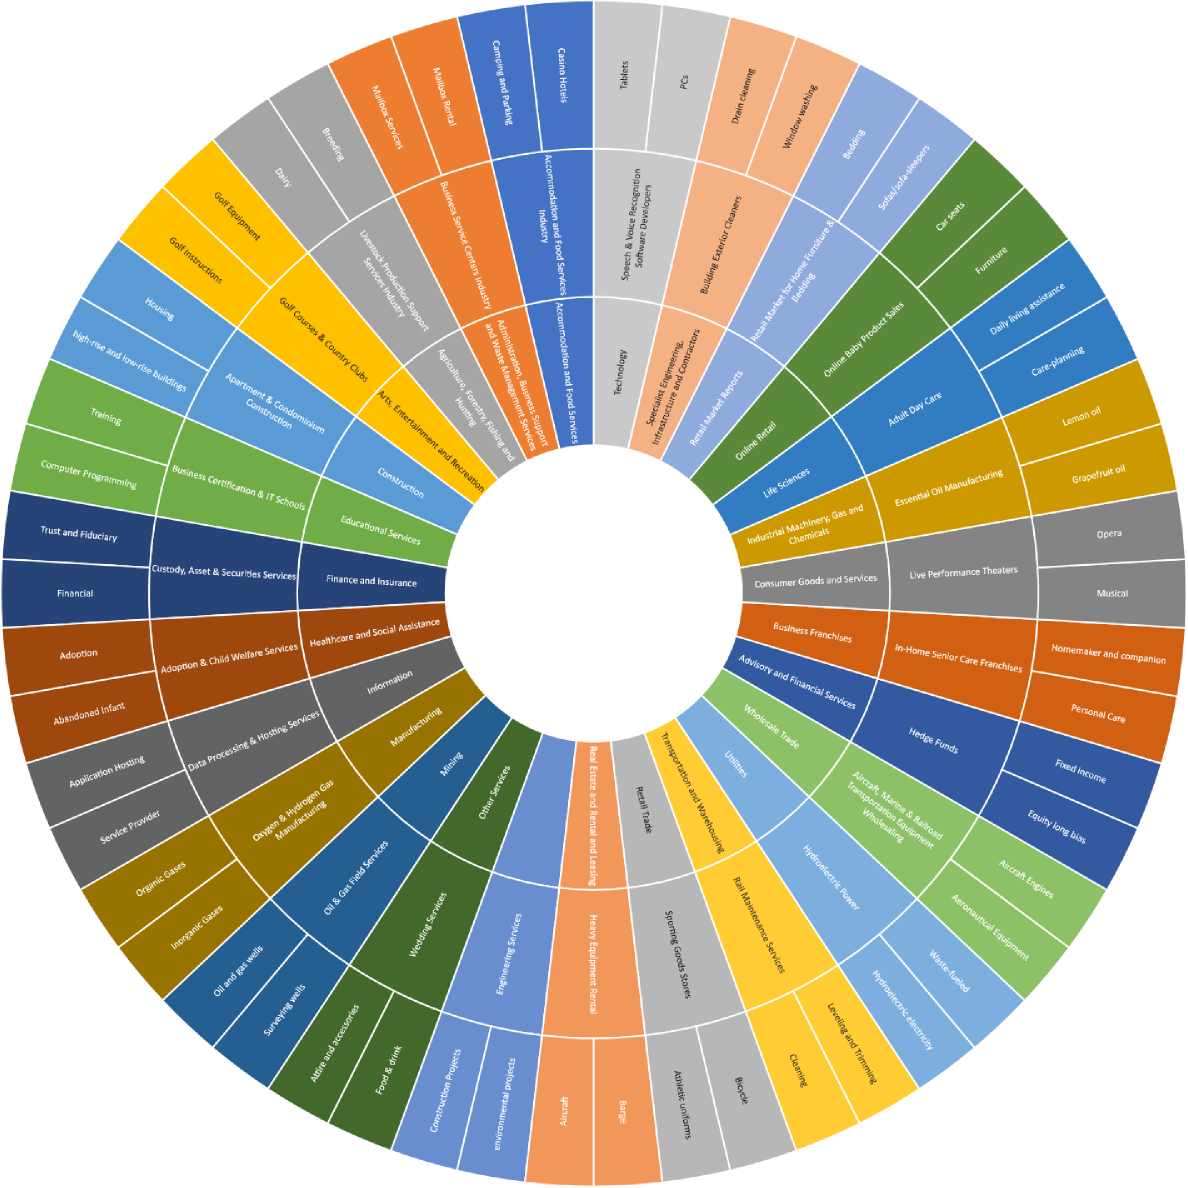 Tablets
PCs
Speech & Voice Recognition
Software Developers
Technology
Drain cleaning
Window washing
Building Exterior Cleaners
Specialist Engineering,
Infrastructure and Contractors
Bedding
Sofas/sofa-sleepers
Retail Market for Home Furniture &
Bedding
Retail Market Reports
Car seats
Furniture
Online Baby Product Sales
Online Retail
Daily living assistance
Care-planning
Adult Day Care
Life Sciences
Lemon oil
Grapefruit oil
Essential Oil Manufacturing
Industrial Machinery, Gas and
Chemicals
Opera
Musical
Live Performance Theaters
Consumer Goods and Services
Homemaker and companion
Personal Care
In-Home Senior Care Franchises
Business Franchises
Fixed income
Equity long bias
Hedge Funds
Advisory and Financial Services
Aircraft Engines
Aeronautical Equipment
Aircraft, Marine & Railroad
Transportation Equipment
Wholesaling
Wholesale Trade
Waste-fueled
Hydroelectric electricity
Hydroelectric Power
Utilities
Leveling and Trimming
Cleaning
Rail Maintenance Services
Transportation and Warehousing
Bicycle
Athletic uniforms
Sporting Goods Stores
Retail Trade
Barge
Aircraft
Heavy Equipment Rental
Real Estate and Rental and Leasing
environmental projects
Construction Projects
Engineering Services
Food & drink
Attire and accessories
Wedding Services
Other Services
Surveying wells
Oil and gas wells
Oil & Gas Field Services
Mining
Inorganic Gases
Organic Gases
Oxygen & Hydrogen Gas
Manufacturing
Manufacturing
Service Provider
Application Hosting
Data Processing & Hosting Services
Information
Abandoned Infant
Adoption
Adoption & Child Welfare Services
Healthcare and Social Assistance
Financial
Trust and Fiduciary
Custody, Asset & Securities Services
Finance and Insurance
Computer Programming
Training
Business Certification & IT Schools
Educational Services
high-rise and low-rise buildings
Housing
Apartment & Condominium
Construction
Construction
Golf Instructions
Golf Equipment
Golf Courses & Country Clubs
Arts, Entertainment and Recreation
Dairy
Breeding
Livestock Production Support
Services Industry
Agriculture, Forestry, Fishing and
Hunting
Mailbox Services
Mailbox Rental
Business Service Centers industry
Administration, Business Support
and Waste Management Services
Camping and Parking
Casino Hotels
Accommodation and Food Services
Industry
Accommodation and Food Services